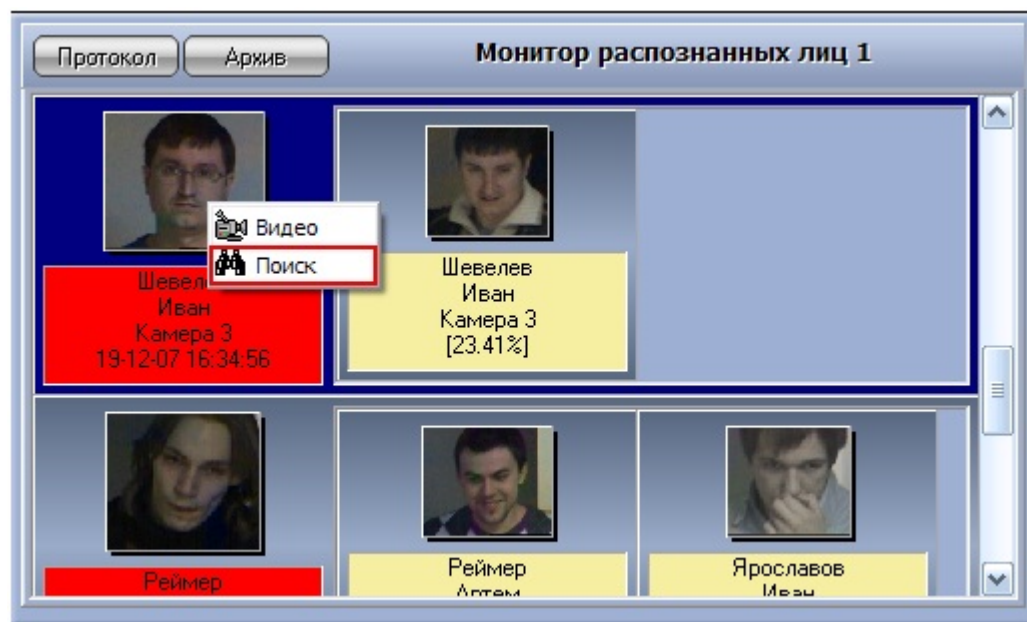 Протокол
Архив
Монитор распознанных лиц 1
Видео
Поиск
Иван
Камера 3
19-12-07 16:34:56
Шевелев
Иван
Камера 3
[23.41%]
Реймер
Реймер
Артем
Ярославов
Иван